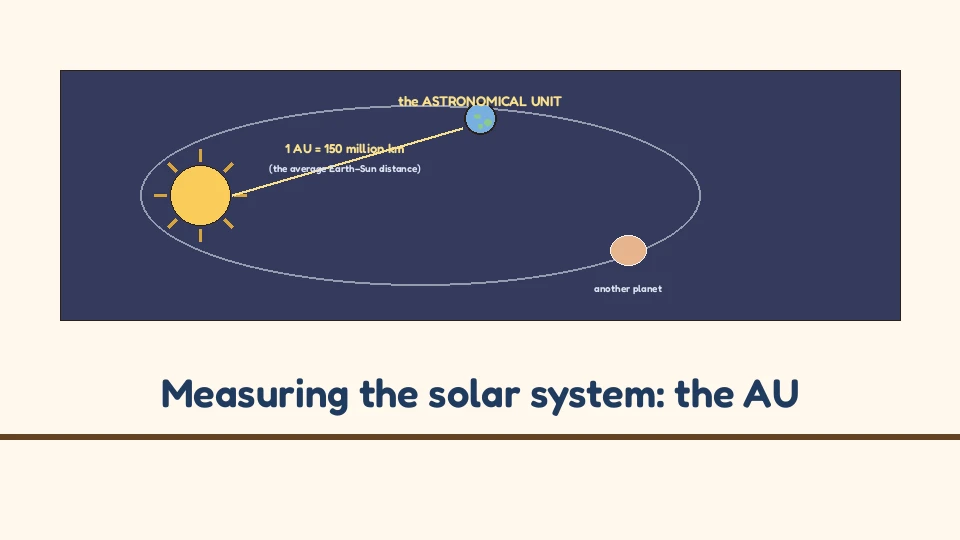 the ASTRONOMICAL UNIT
1 AU = 150 million km
(the average Earth–Sun distance)
another planet
Measuring the solar system: the AU